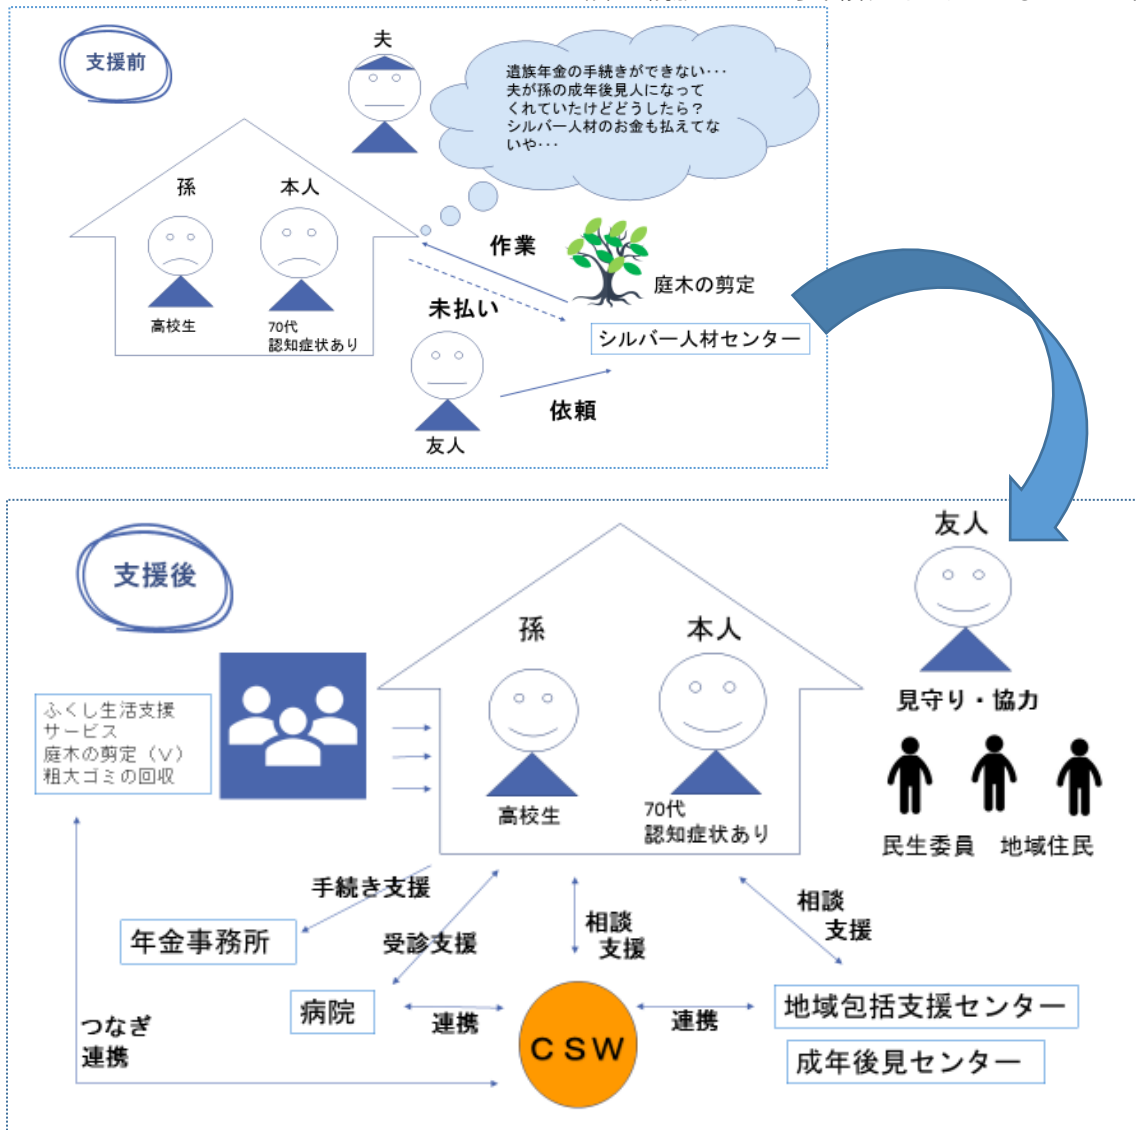 支援前
夫
遺族年金の手続きができない・・・
夫が孫の成年後見人になって
くれていたけどどうしたら？
シルバー人材のお金も払えてな
いや・・・
孫
本人
高校生
70代
認知症状あり
作業
庭木の剪定
未払い
シルバー人材センター
依頼
友人
支援後
友人
孫
本人
見守り・協力
ふくし生活支援
サービス
庭木の剪定（V）
粗大ゴミの回収
高校生
70代
認知症状あり
民生委員
地域住民
手続き支援
年金事務所
受診支援
相談
支援
相談
支援
病院
連携
CSW
連携
地域包括支援センター
成年後見センター
つなぎ
連携